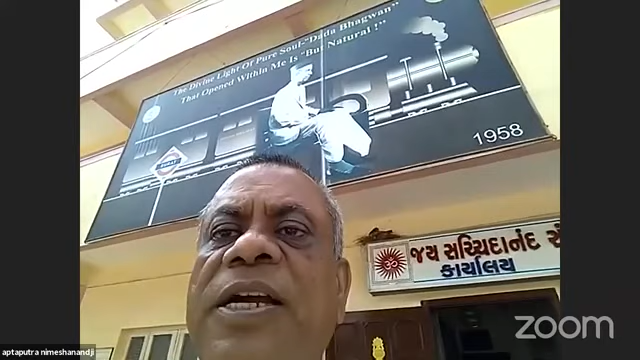 The Divine Light Of Pure Soul-"Dada Bhagwan"
That Opened Within Me Is "But Natural !"
1958
જય સચ્ચિદાનંદ
કાર્યાલય
aptaputra nimeshanandji
zoom